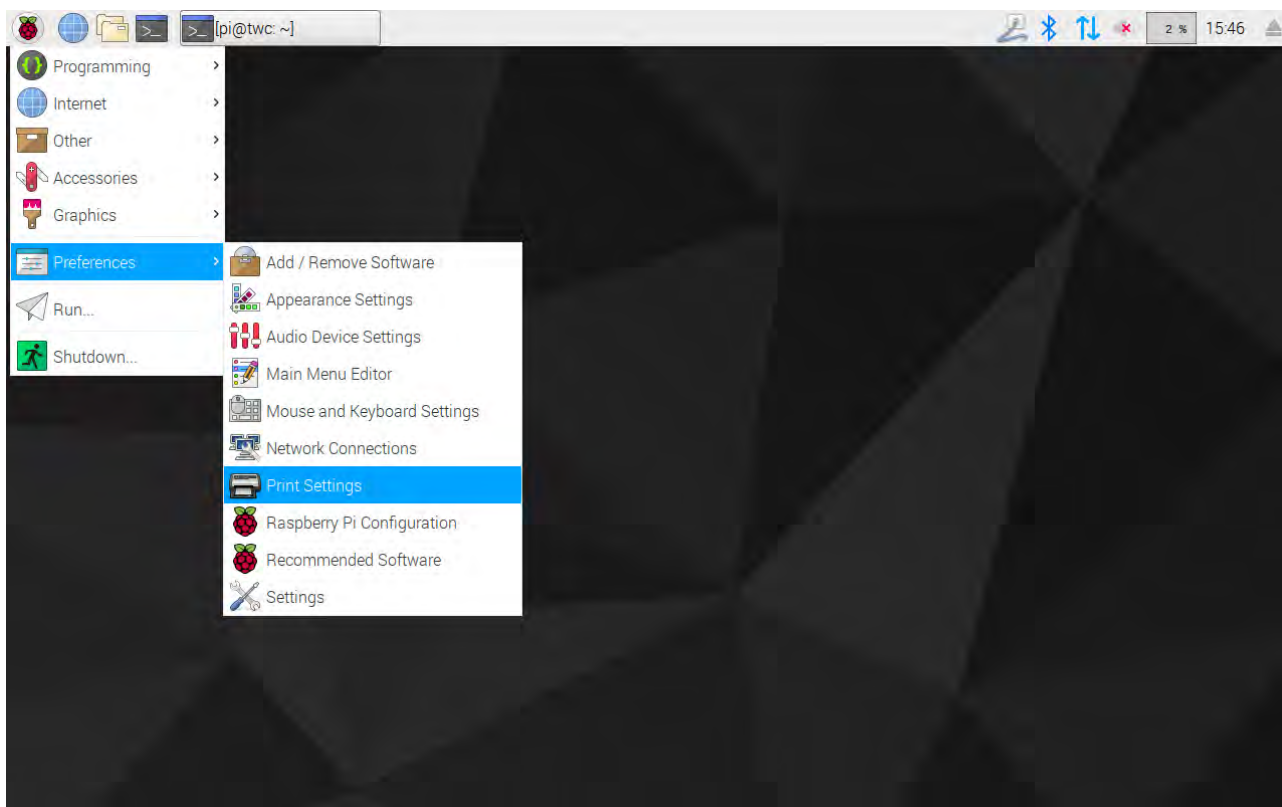 [pi@twc: ~]
2 %
15:46
Programming
Internet
Other
Accessories
Graphics
Preferences
Run...
Shutdown...
Add / Remove Software
Appearance Settings
Audio Device Settings
Main Menu Editor
Mouse and Keyboard Settings
Network Connections
Print Settings
Raspberry Pi Configuration
Recommended Software
Settings